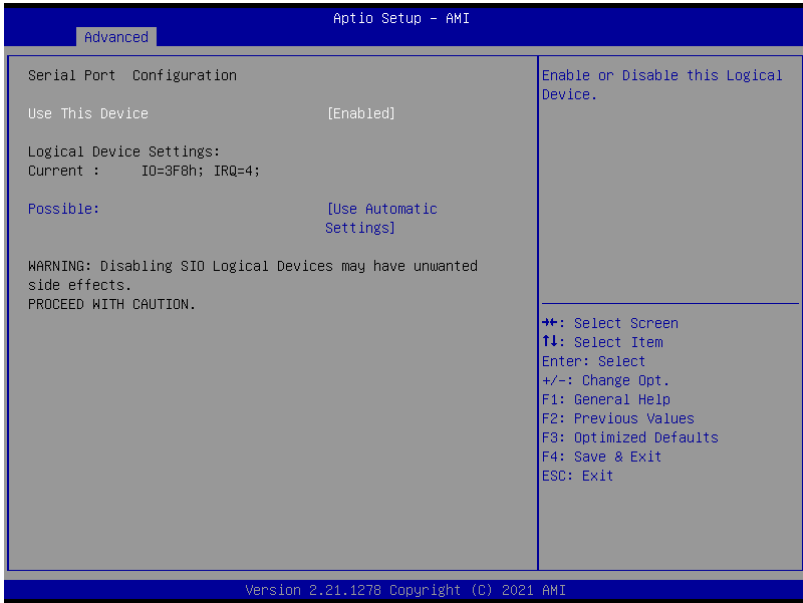 Aptio Setup – AMI
Advanced
Serial Port  Configuration
Use This Device [Enabled]
Logical Device Settings:
Current :     IO=3F8h; IRQ=4;
Possible: [Use Automatic
Settings]
WARNING: Disabling SIO Logical Devices may have unwanted
side effects.
PROCEED WITH CAUTION.
Enable or Disable this Logical
Device.
→←: Select Screen
↑↓: Select Item
Enter: Select
+/-: Change Opt.
F1: General Help
F2: Previous Values
F3: Optimized Defaults
F4: Save & Exit
ESC: Exit
Version 2.21.1278 Copyright (C) 2021 AMI